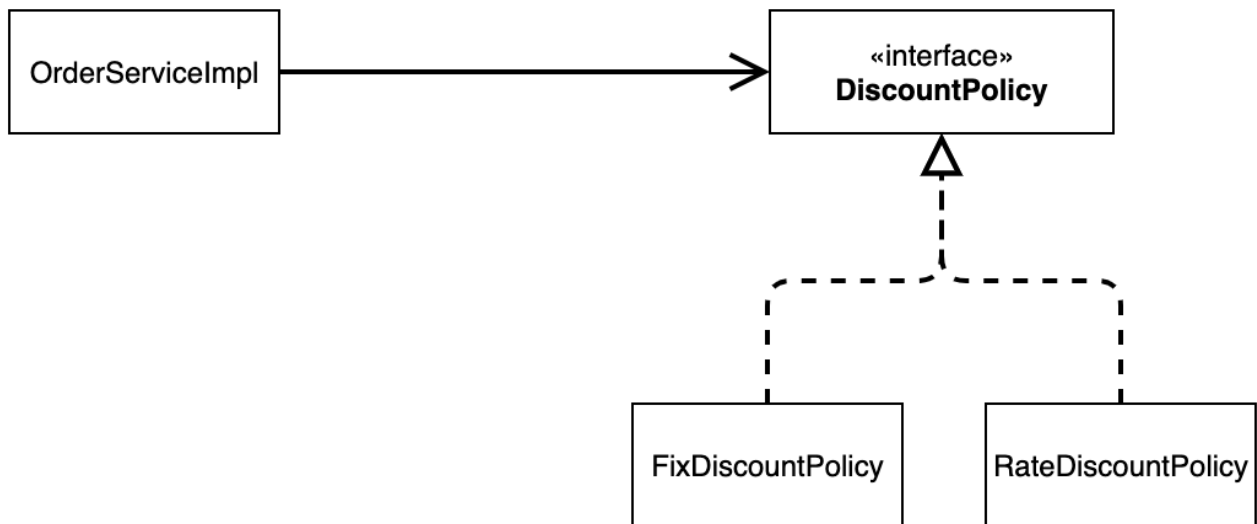 OrderServiceImpl
«interface»
DiscountPolicy
FixDiscountPolicy
RateDiscountPolicy